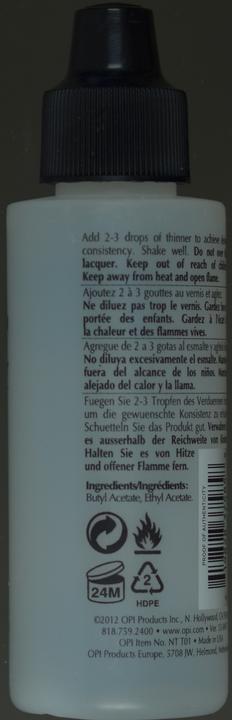 Add 2-3 drops of thinner to achieve
consistency. Shake well. Do not over
lacquer. Keep out of reach of
Keep away from heat and open flame.
Ajoutez 2 à 3 gouttes au vernis et
Ne diluez pas trop le vernis. Gardez
portée des enfants. Gardez à
la chaleur et des flammes vives.
Agregue de 2 a 3 gotas al esmalte y
No diluya excesivamente el esmalte.
fuera del alcance de los niños.
alejado del calor y la llama.
Fuegen Sie 2-3 Tropfen des
um die gewuenschte Konsistenz zu
Schuetteln Sie das Produkt gut.
es ausserhalb der Reichweite von
Halten Sie es von Hitze
und offener Flamme fern.
Ingredients/Ingrédients:
Butyl Acetate, Ethyl Acetate.
PROOF OF AUTHENTICITY
24M
2
HDPE
©2012 OPI Products Inc., N. Hollywood,
818.759.2400 • www.opi.com •
OPI Item No. NT T01 • Made in USA
OPI Products Europe, 5708 JW, Helmond,